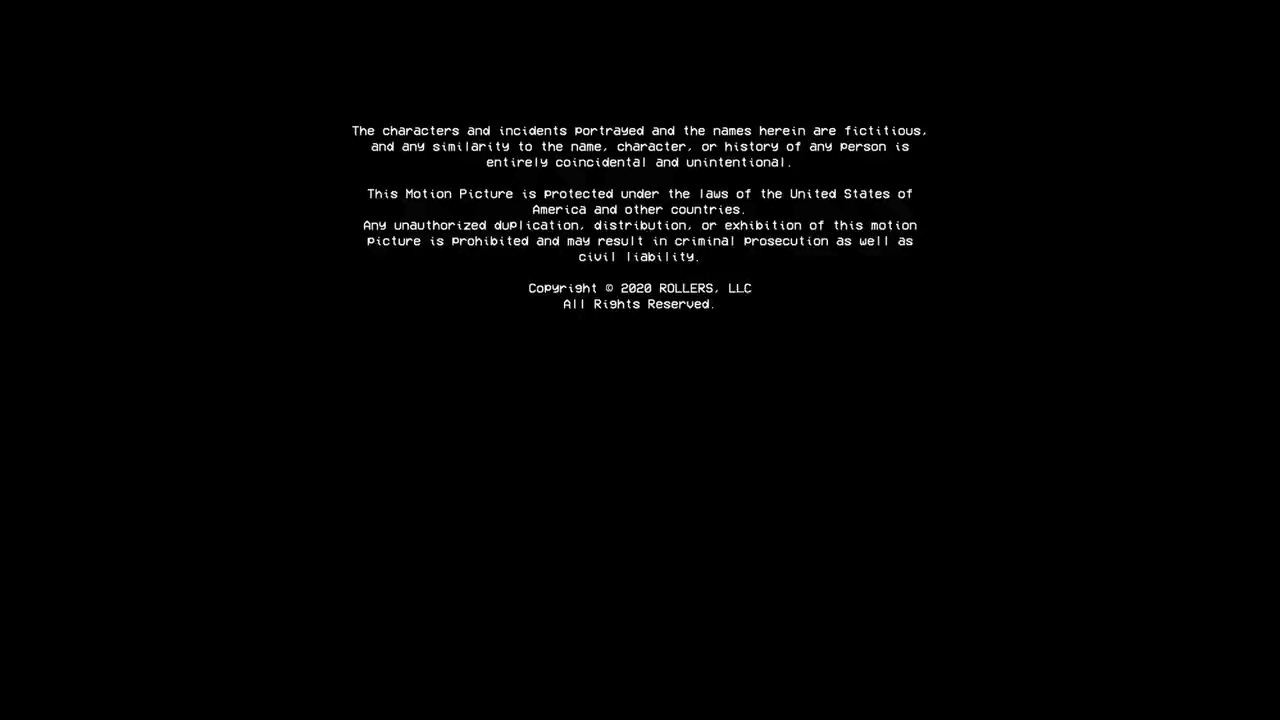 The characters and incidents portrayed and the names herein are fictitious,
and any similarity to the name, character, or history of any person is
entirely coincidental and unintentional.
This Motion Picture is protected under the laws of the United States of
America and other countries.
Any unauthorized duplication, distribution, or exhibition of this motion
picture is prohibited and may result in criminal prosecution as well as
civil liability.
Copyright © 2020 ROLLERS, LLC
All Rights Reserved.